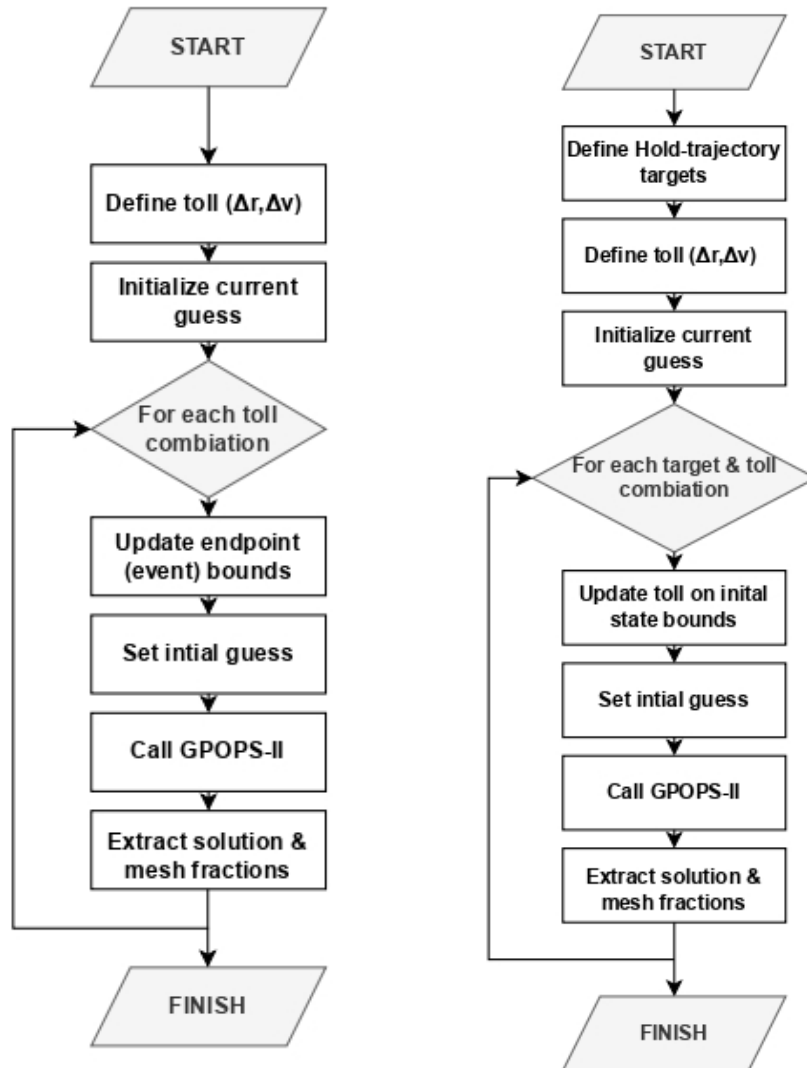 START
Define toll (Δr,Δv)
Initialize current
guess
For each toll
combiation
Update endpoint
(event) bounds
Set intial guess
Call GPOPS-II
Extract solution &
mesh fractions
FINISH
START
Define Hold-trajectory
targets
Define toll (Δr,Δv)
Initialize current
guess
For each target & toll
combiation
Update toll on inital
state bounds
Set intial guess
Call GPOPS-II
Extract solution &
mesh fractions
FINISH